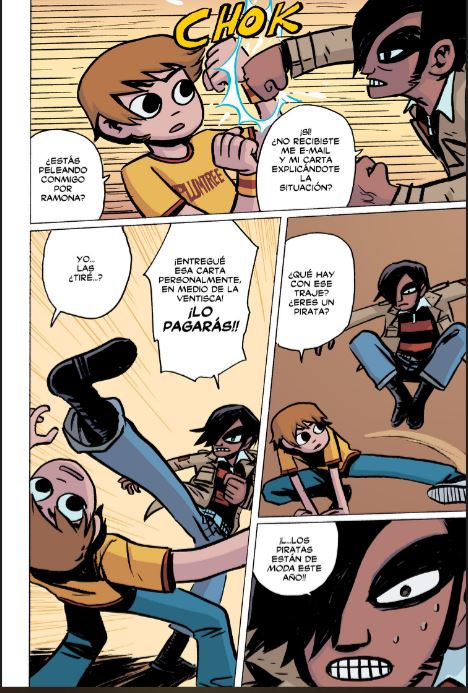 CHOK
¿ESTÁS
PELEANDO
CONMIGO
POR
RAMONA?
PLUMTREE
¡SÍ!
¿NO RECIBISTE
ME E-MAIL
Y MI CARTA
EXPLICÁNDOTE
LA
SITUACIÓN?
YO...
LAS
¿TIRÉ..?
¡ENTREGUÉ
ESA CARTA
PERSONALMENTE,
EN MEDIO DE LA
VENTISCA!
¡LO
PAGARÁS!!
¿QUÉ HAY
CON ESE
TRAJE?
¿ERES UN
PIRATA?
¡L...LOS
PIRATAS
ESTÁN DE
MODA ESTE
AÑO!!